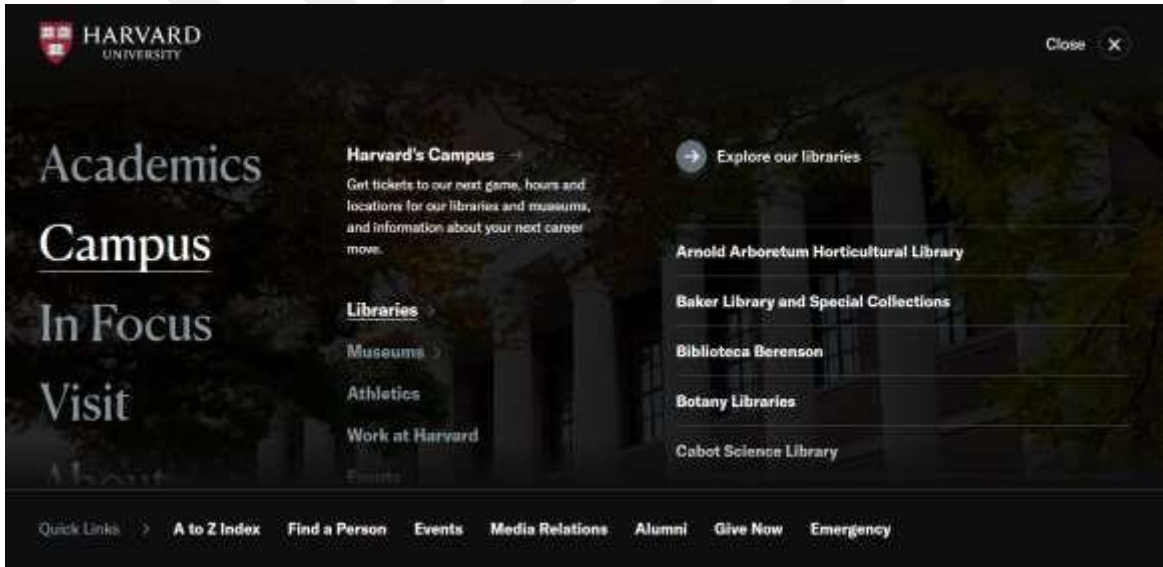 HARVARD
UNIVERSITY
Close
Academics
Campus
In Focus
Visit
About
Harvard's Campus
Get tickets to our next game, hours and
locations for our libraries and museums,
and information about your next career
move.
Libraries
Museums
Athletics
Work at Harvard
Events
Explore our libraries
Arnold Arboretum Horticultural Library
Baker Library and Special Collections
Biblioteca Berenson
Botany Libraries
Cabot Science Library
Quick Links > A to Z Index Find a Person Events Media Relations Alumni Give Now Emergency